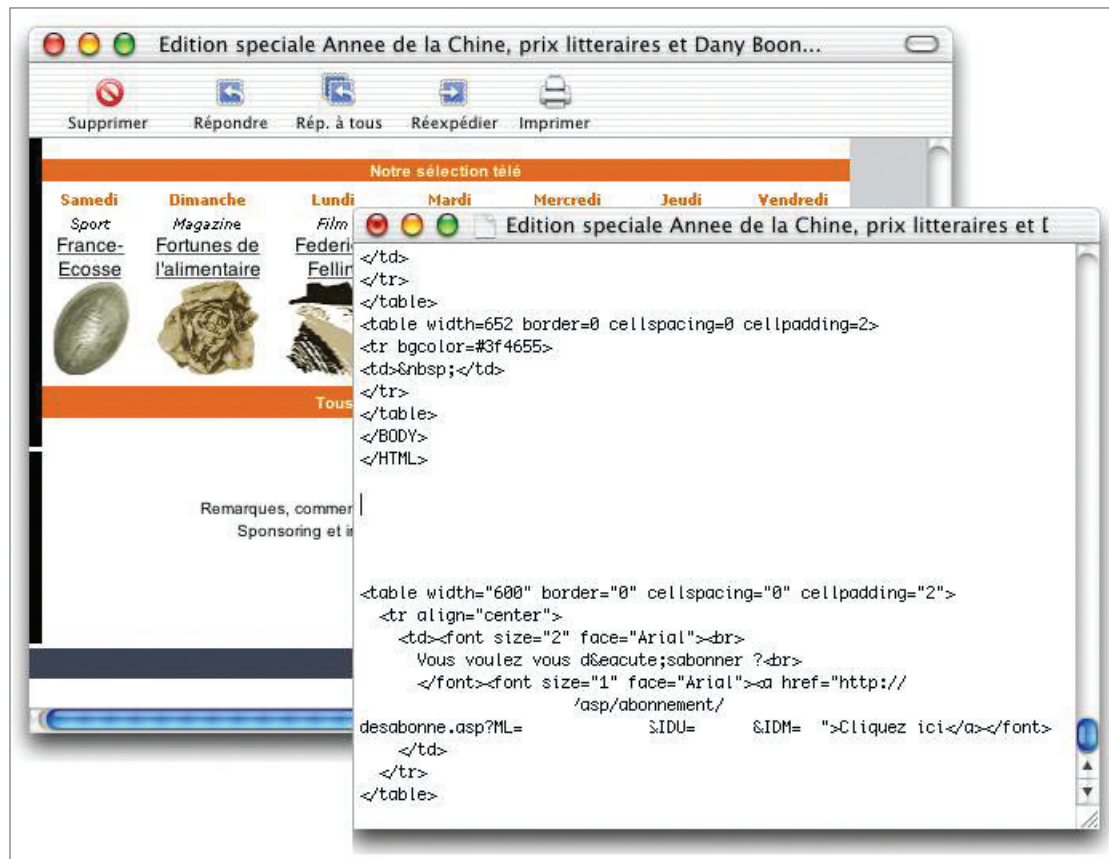 Edition speciale Annee de la Chine, prix litteraires et Dany Boon...
Supprimer Répondre Rép. à tous Réexpédier Imprimer
Notre sélection télé
Samedi Dimanche Lundi Mardi Mercredi Jeudi Vendredi
Sport Magazine Film
France- Fortunes de
Ecosse l'alimentaire
Tous
Remarques,
Sponsoring et
Edition speciale Annee de la Chine, prix litteraires et
</td>
</tr>
</table>
<table width=652 border=0 cellspacing=0 cellpadding=2>
<tr bgcolor=#3f4655>
<td>&nbsp;</td>
</tr>
</table>
</BODY>
</HTML>
<table width="600" border="0" cellspacing="0" cellpadding="2">
<tr align="center">
<td><font size="2" face="Arial"><br>
Vous voulez vous d&eacute;sabonner ?<br>
</font><font size="1" face="Arial"><a href="http://
/asp/abonnement/
desabonne.asp?ML= &IDU= &IDM= ">Cliquez ici</a></font>
</td>
</tr>
</table>